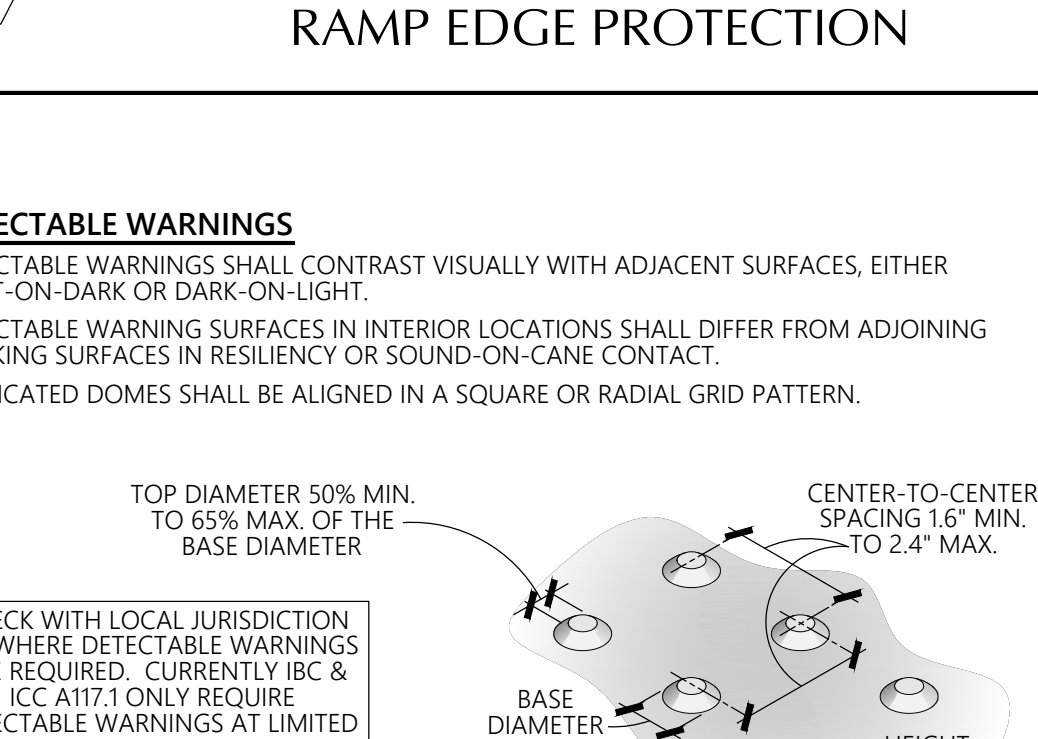 RAMP EDGE PROTECTION
ECTABLE WARNINGS
CTABLE WARNINGS SHALL CONTRAST VISUALLY WITH ADJACENT SURFACES, EITHER
T-ON-DARK OR DARK-ON-LIGHT.
CTABLE WARNING SURFACES IN INTERIOR LOCATIONS SHALL DIFFER FROM ADJOINING
KING SURFACES IN RESILIENCY OR SOUND-ON-CANE CONTACT.
ICATED DOMES SHALL BE ALIGNED IN A SQUARE OR RADIAL GRID PATTERN.
TOP DIAMETER 50% MIN.
TO 65% MAX. OF THE
BASE DIAMETER
CENTER-TO-CENTER
SPACING 1.6" MIN.
TO 2.4" MAX.
ECK WITH LOCAL JURISDICTION
WHERE DETECTABLE WARNINGS
E REQUIRED. CURRENTLY IBC &
ICC A117.1 ONLY REQUIRE
ECTABLE WARNINGS AT LIMITED
BASE
DIAMETER
HEIGHT